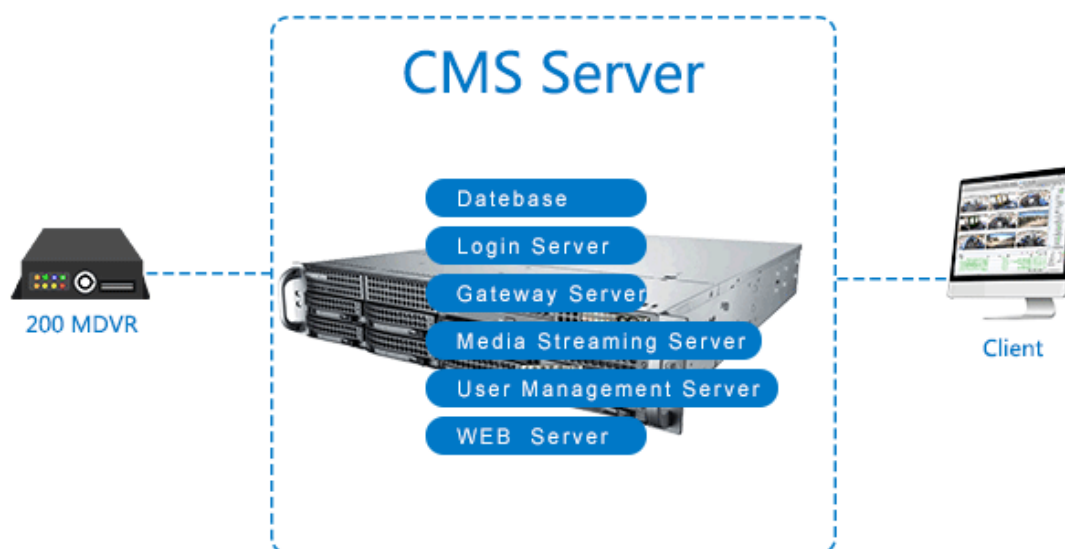 CMS Server
Datebase
Login Server
Gateway Server
Media Streaming Server
User Management Server
WEB Server
200 MDVR
Client